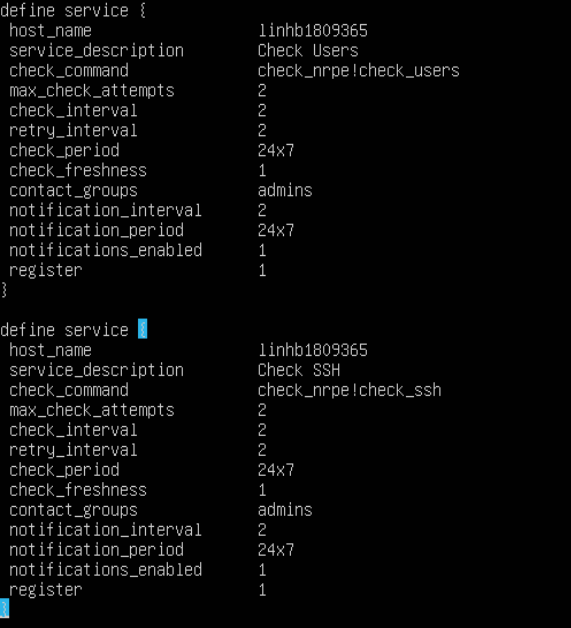 define service {
host_name linhb1809365
service_description Check Users
check_command check_nrpe!check_users
max_check_attempts 2
check_interval 2
retry_interval 2
check_period 24x7
check_freshness 1
contact_groups admins
notification_interval 2
notification_period 24x7
notifications_enabled 1
register 1
}
define service {
host_name linhb1809365
service_description Check SSH
check_command check_nrpe!check_ssh
max_check_attempts 2
check_interval 2
retry_interval 2
check_period 24x7
check_freshness 1
contact_groups admins
notification_interval 2
notification_period 24x7
notifications_enabled 1
register 1
}